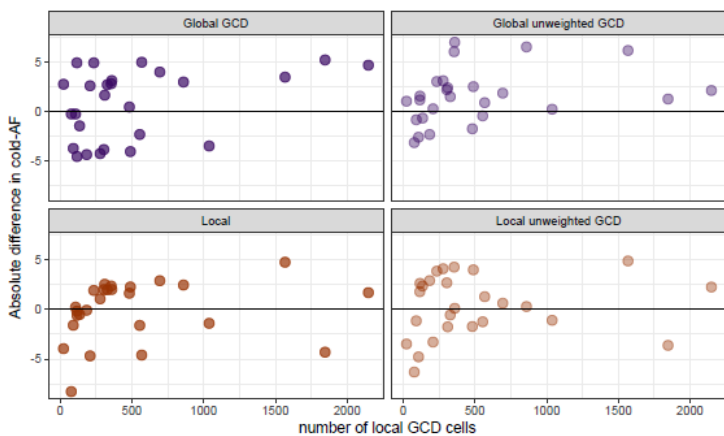 Global GCD
Global unweighted GCD
5
0
-5
Local
Local unweighted GCD
5
0
-5
0 500 1000 1500 2000 0 500 1000 1500 2000
number of local GCD cells
Absolute difference in cold-AF